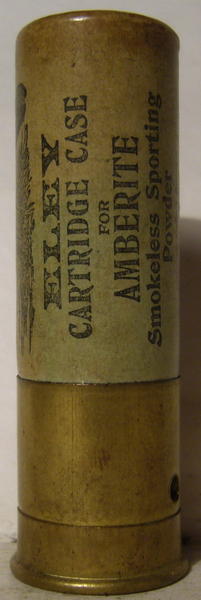 ELEY
CARTRIDGE CASE
FOR
AMBERITE
Smokeless Sporting
Powder